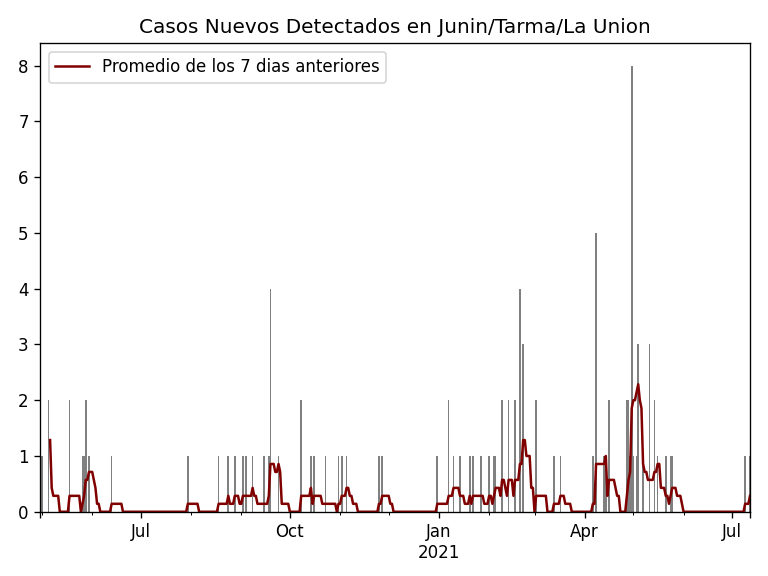 Casos Nuevos Detectados en Junin/Tarma/La Union
Promedio de los 7 dias anteriores
8
7
6
5
4
3
2
1
0
Jul
Oct
Jan
Apr
Jul
2021